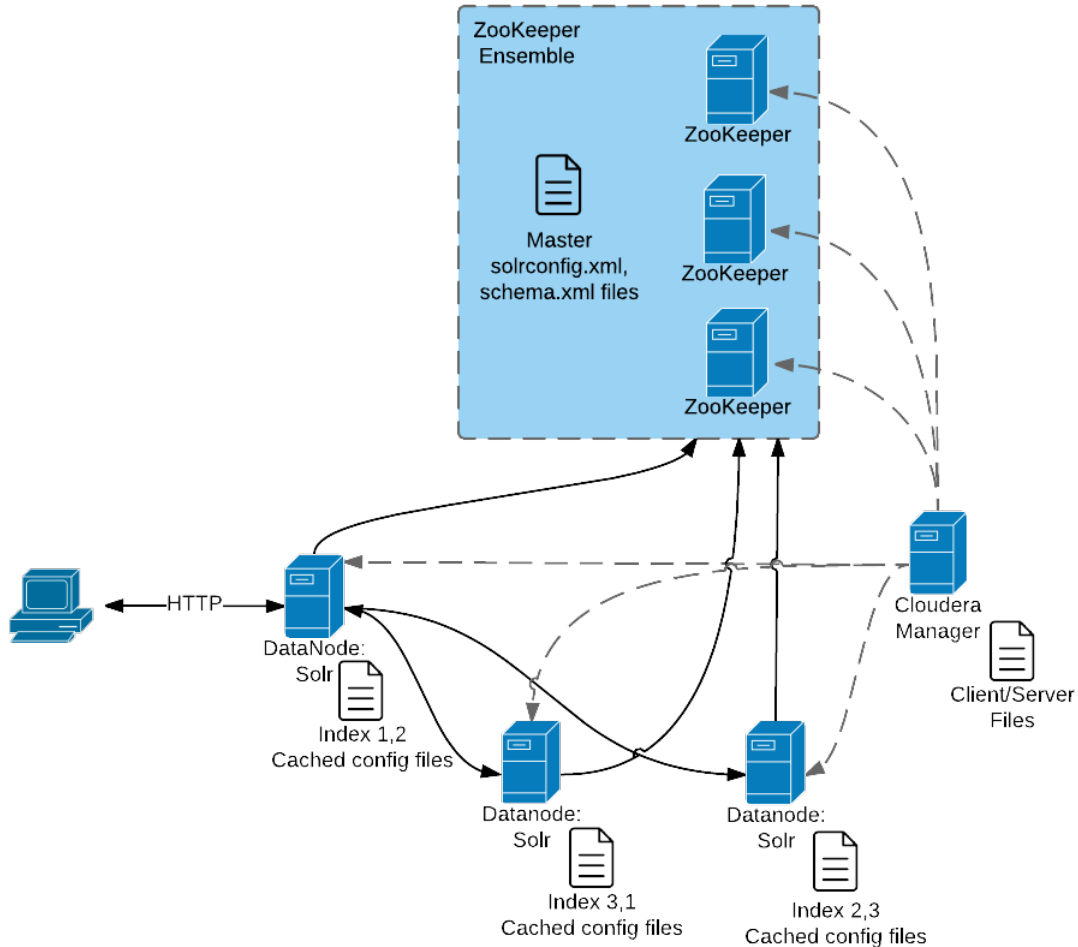 ZooKeeper
Ensemble
ZooKeeper
Master
solrconfig.xml,
schema.xml files
ZooKeeper
ZooKeeper
HTTP
DataNode:
Solr
Index 1,2
Cached config files
Cloudera
Manager
Client/Server
Files
Datanode:
Solr
Index 3,1
Cached config files
Datanode:
Solr
Index 2,3
Cached config files